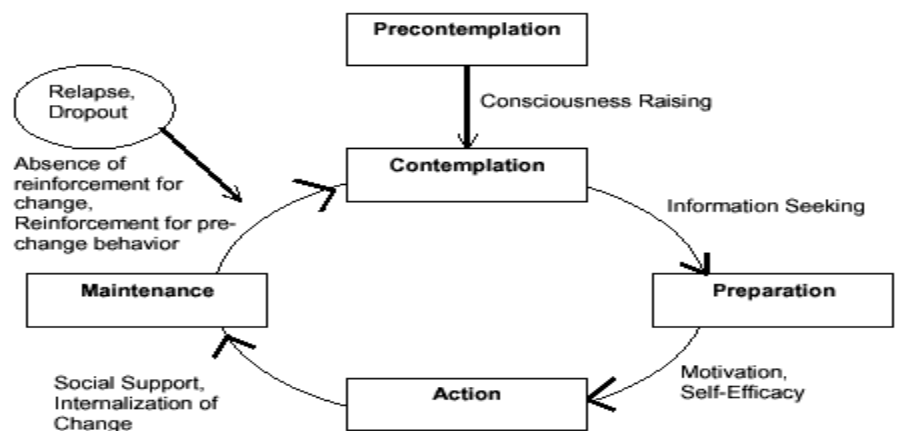 Precontemplation
Relapse,
Dropout
Consciousness Raising
Absence of
reinforcement for
change,
Reinforcement for pre-
change behavior
Contemplation
Information Seeking
Maintenance
Preparation
Social Support,
Internalization of
Change
Action
Motivation,
Self-Efficacy